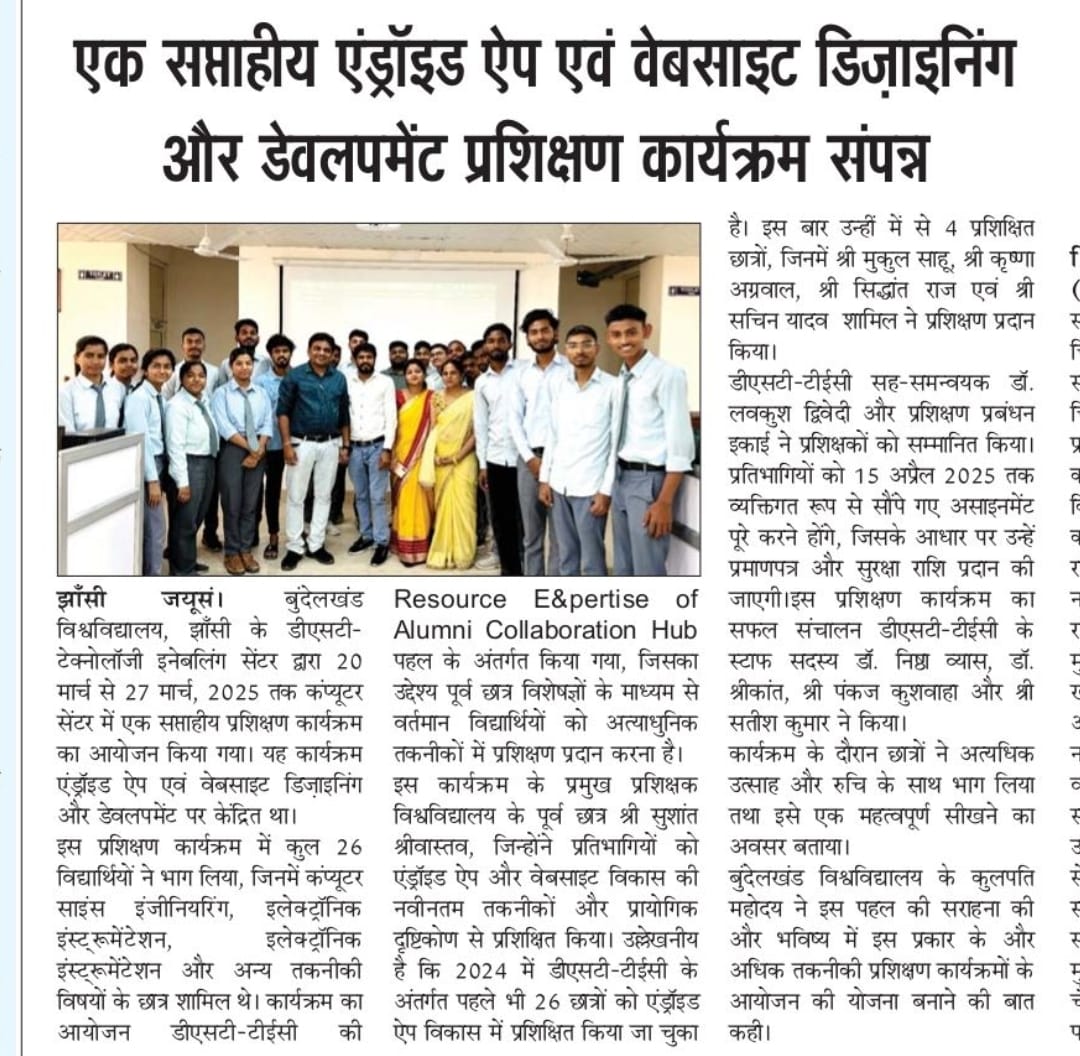 एक सप्ताहीय एंड्रॉइड ऐप एवं वेबसाइट डिज़ाइनिंग
और डेवलपमेंट प्रशिक्षण कार्यक्रम संपन्न
झाँसी जयूसं। बुंदेलखंड
विश्वविद्यालय, झाँसी के डीएसटी-
टेक्नोलॉजी इनेबलिंग सेंटर द्वारा 20
मार्च से 27 मार्च, 2025 तक कंप्यूटर
सेंटर में एक सप्ताहीय प्रशिक्षण कार्यक्रम
का आयोजन किया गया। यह कार्यक्रम
एंड्रॉइड ऐप एवं वेबसाइट डिज़ाइनिंग
और डेवलपमेंट पर केंद्रित था।
इस प्रशिक्षण कार्यक्रम में कुल 26
विद्यार्थियों ने भाग लिया, जिनमें कंप्यूटर
साइंस इंजीनियरिंग, इलेक्ट्रॉनिक
इंस्ट्रूमेंटेशन, इलेक्ट्रॉनिक
इंस्ट्रूमेंटेशन और अन्य तकनीकी
विषयों के छात्र शामिल थे। कार्यक्रम का
आयोजन डीएसटी-टीईसी की
Resource E&pertise of
Alumni Collaboration Hub
पहल के अंतर्गत किया गया, जिसका
उद्देश्य पूर्व छात्र विशेषज्ञों के माध्यम से
वर्तमान विद्यार्थियों को अत्याधुनिक
तकनीकों में प्रशिक्षण प्रदान करना है।
इस कार्यक्रम के प्रमुख प्रशिक्षक
विश्वविद्यालय के पूर्व छात्र श्री सुशांत
श्रीवास्तव, जिन्होंने प्रतिभागियों को
एंड्रॉइड ऐप और वेबसाइट विकास की
नवीनतम तकनीकों और प्रायोगिक
दृष्टिकोण से प्रशिक्षित किया। उल्लेखनीय
है कि 2024 में डीएसटी-टीईसी के
अंतर्गत पहले भी 26 छात्रों को एंड्रॉइड
ऐप विकास में प्रशिक्षित किया जा चुका
है। इस बार उन्हीं में से 4 प्रशिक्षित
छात्रों, जिनमें श्री मुकुल साहू, श्री कृष्णा
अग्रवाल, श्री सिद्धांत राज एवं श्री
सचिन यादव शामिल ने प्रशिक्षण प्रदान
किया।
डीएसटी-टीईसी सह-समन्वयक डॉ.
लवकुश द्विवेदी और प्रशिक्षण प्रबंधन
इकाई ने प्रशिक्षकों को सम्मानित किया।
प्रतिभागियों को 15 अप्रैल 2025 तक
व्यक्तिगत रूप से सौंपे गए असाइनमेंट
पूरे करने होंगे, जिसके आधार पर उन्हें
प्रमाणपत्र और सुरक्षा राशि प्रदान की
जाएगी।इस प्रशिक्षण कार्यक्रम का
सफल संचालन डीएसटी-टीईसी के
स्टाफ सदस्य डॉ. निष्ठा व्यास, डॉ.
श्रीकांत, श्री पंकज कुशवाहा और श्री
सतीश कुमार ने किया।
कार्यक्रम के दौरान छात्रों ने अत्यधिक
उत्साह और रुचि के साथ भाग लिया
तथा इसे एक महत्वपूर्ण सीखने का
अवसर बताया।
बुंदेलखंड विश्वविद्यालय के कुलपति
महोदय ने इस पहल की सराहना की
और भविष्य में इस प्रकार के और
अधिक तकनीकी प्रशिक्षण कार्यक्रमों के
आयोजन की योजना बनाने की बात
कही।